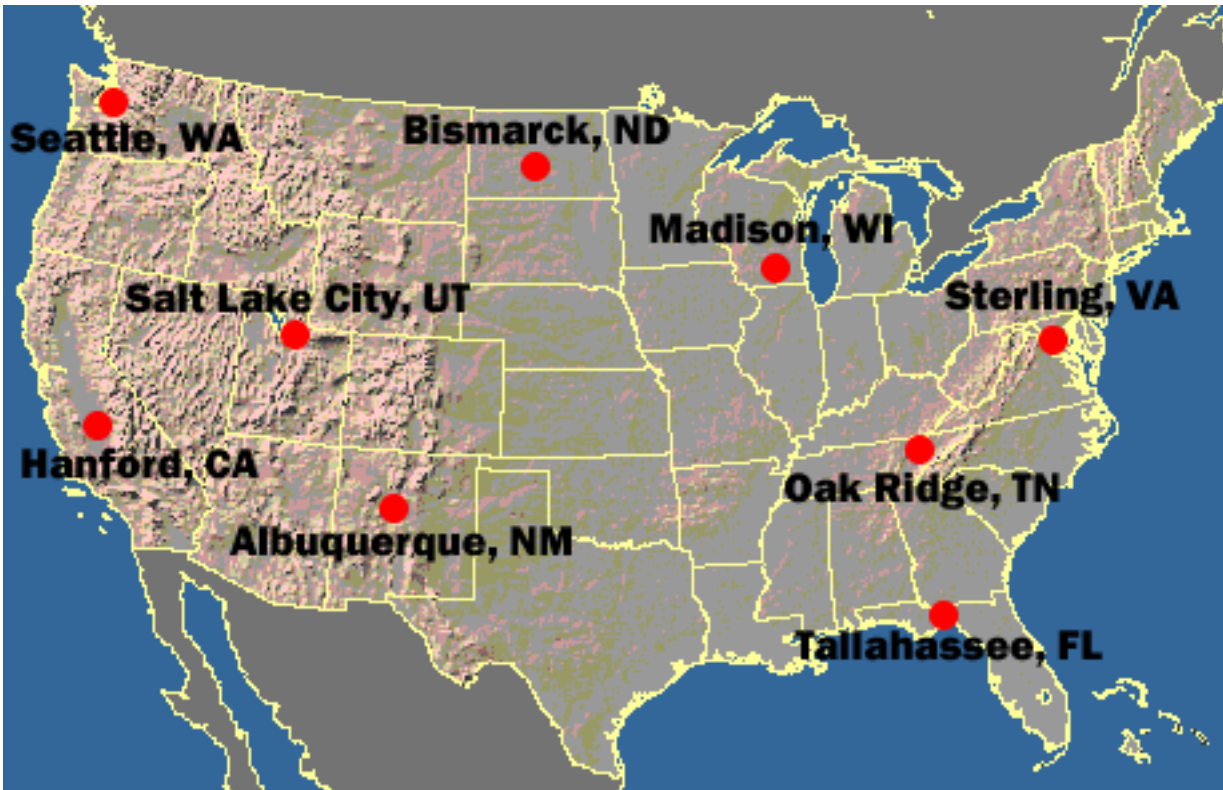 Seattle, WA
Bismarck, ND
Madison, WI
Salt Lake City, UT
Sterling, VA
Hanford, CA
Oak Ridge, TN
Albuquerque, NM
Tallahassee, FL